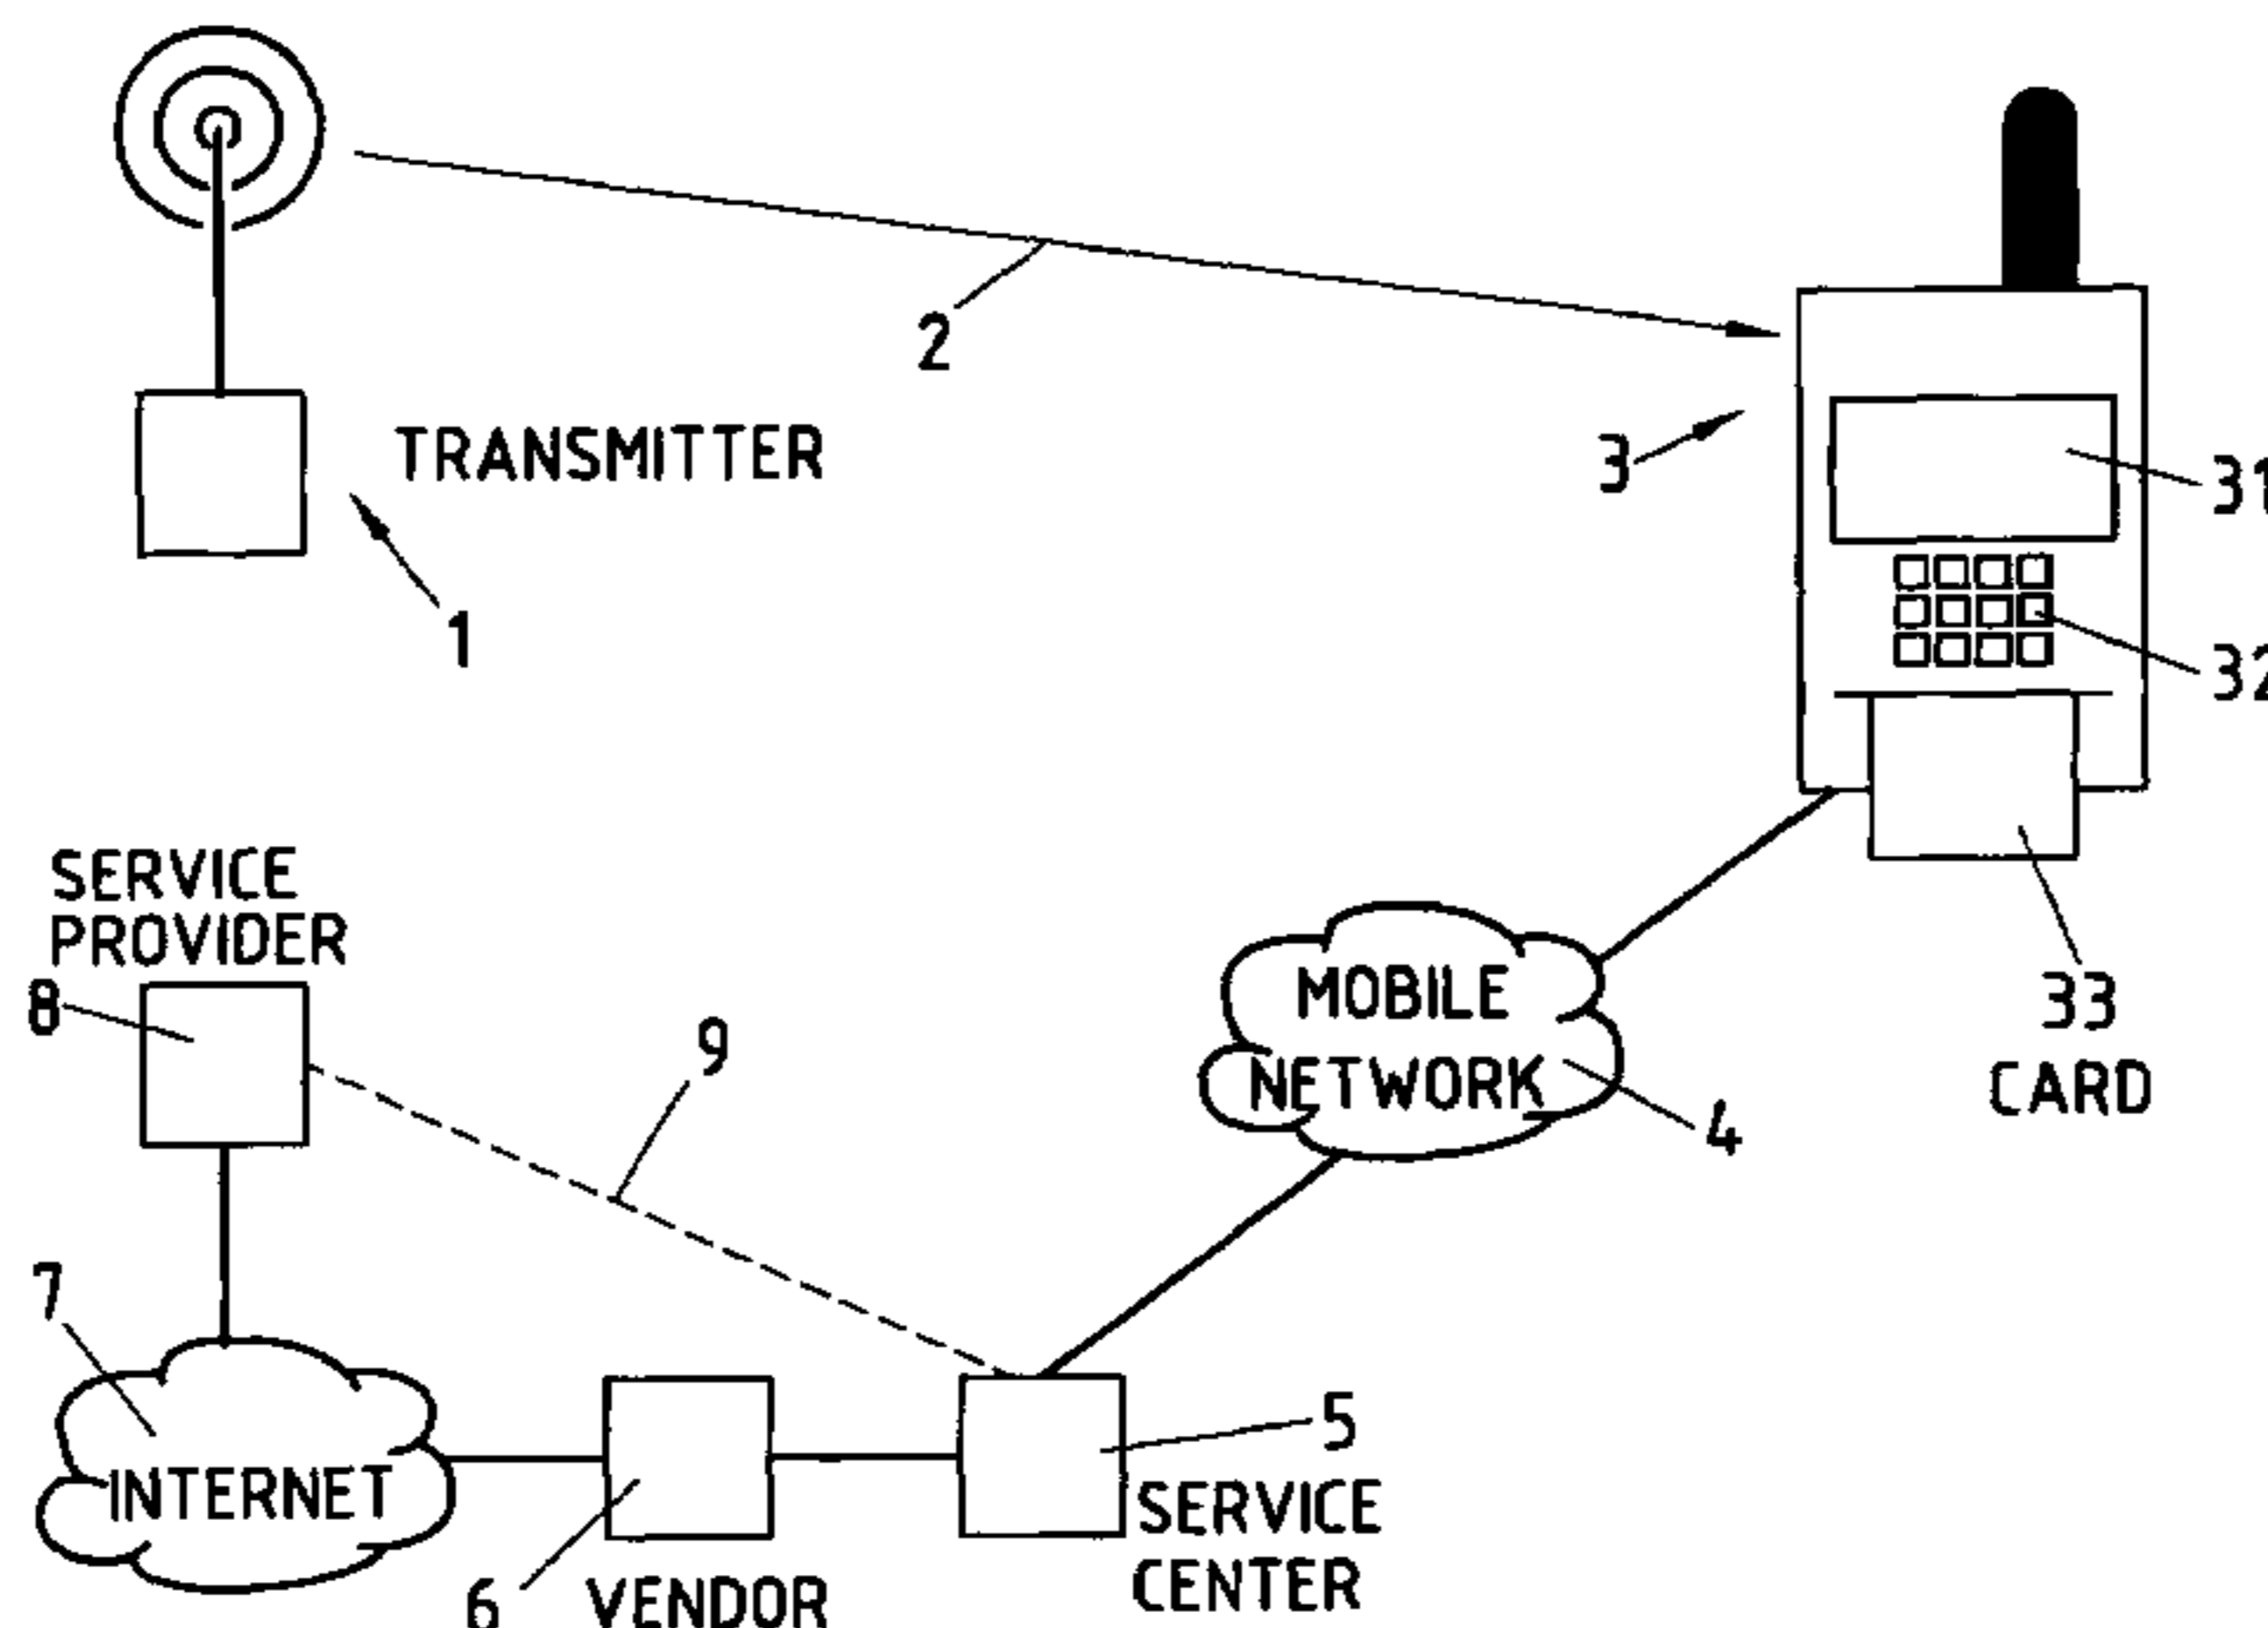 2
TRANSMITTER
3
31
1
32
SERVICE
PROVIDER
8
9
MOBILE
NETWORK
33
CARD
4
7
5
INTERNET
SERVICE
CENTER
6
VENDOR